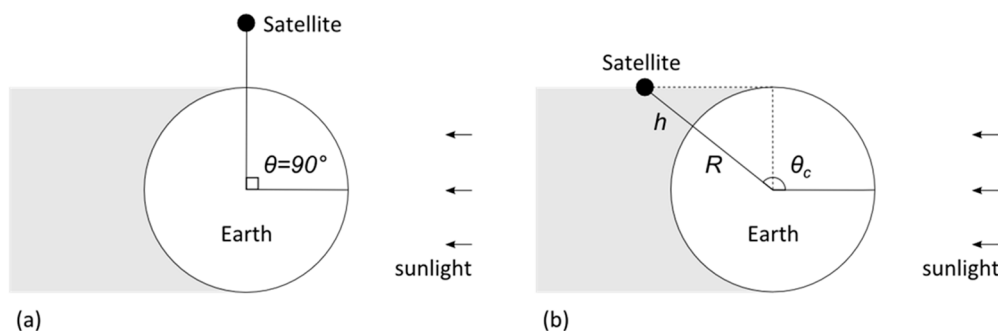 Satellite
θ=90°
Earth
sunlight
(a)
Satellite
h
R
θc
Earth
sunlight
(b)